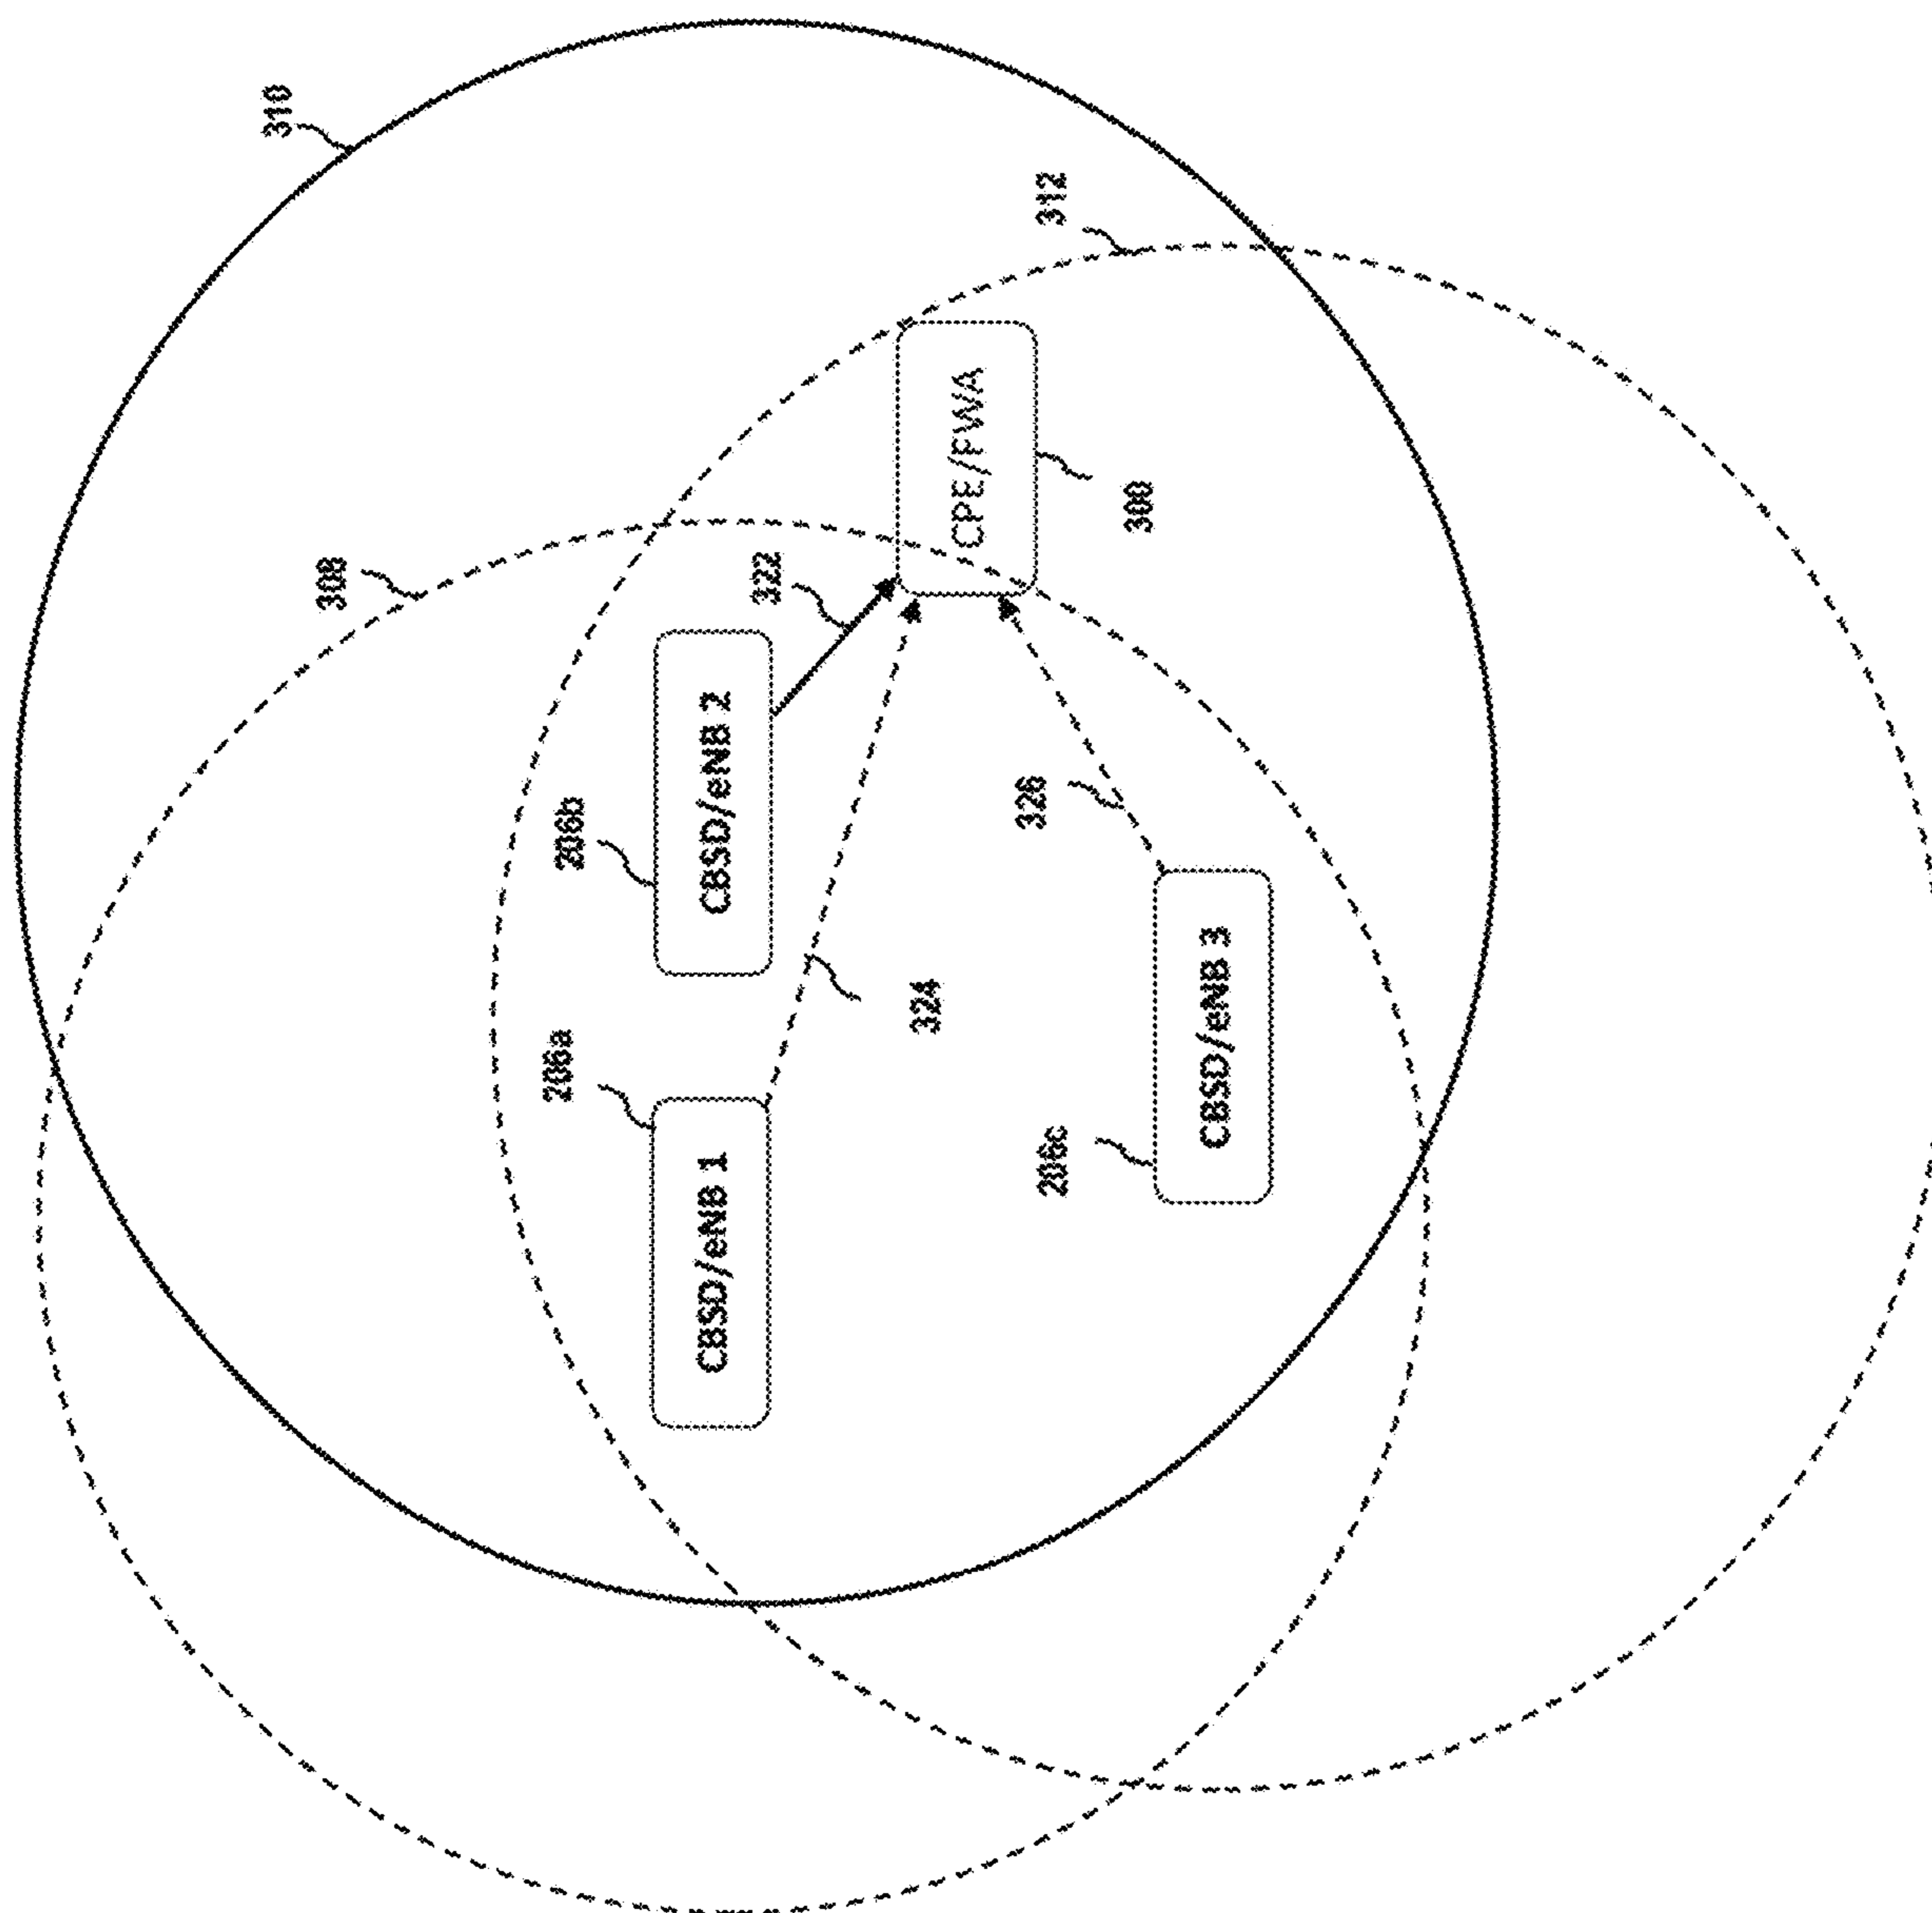 310
308
206a
206b
CBSD/eNB 1
CBSD/eNB 2
322
324
CPE/FWA
326
312
206c
300
CBSD/eNB 3